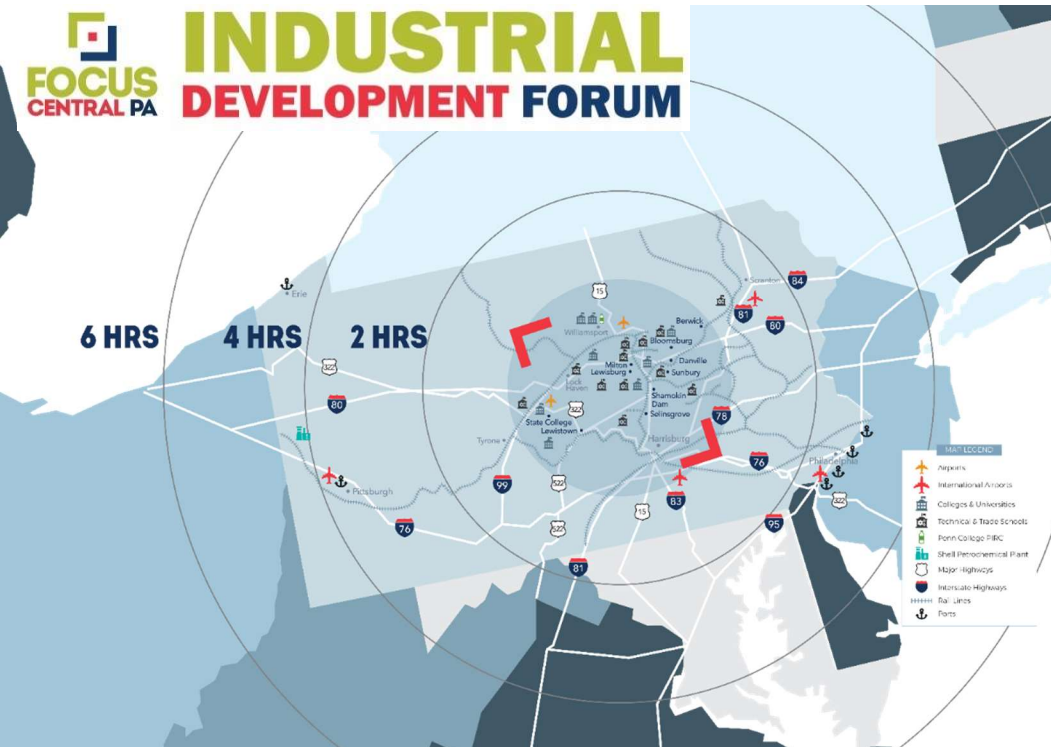 FOCUS
CENTRAL PA
INDUSTRIAL
DEVELOPMENT FORUM
6 HRS
4 HRS
2 HRS
Erie
322
80
Pittsburgh
76
Tyrone
99
15
Williamsport
Lock
Haven
State College
Lewistown
322
522
522
81
Berwick
Bloomsburg
Danville
Milton
Lewisburg
Sunbury
Shamokin
Dam
Selinsgrove
Harrisburg
15
83
78
76
Scranton
84
81
80
Philadelphia
322
95
MAP LEGEND
Airports
International Airports
Colleges & Universities
Technical & Trade Schools
Penn College PIRC
Shell Petrochemical Plant
Major Highways
Interstate Highways
Rail Lines
Ports